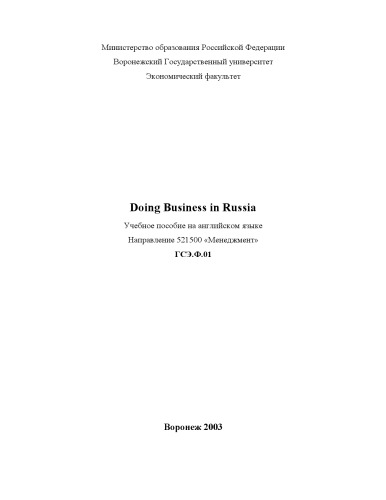 Министерство образования Российской Федерации
Воронежский Государственный университет
Экономический факультет
Doing Business in Russia
Учебное пособие на английском языке
Направление 521500 «Менеджмент»
ГСЭ.Ф.01
Воронеж 2003